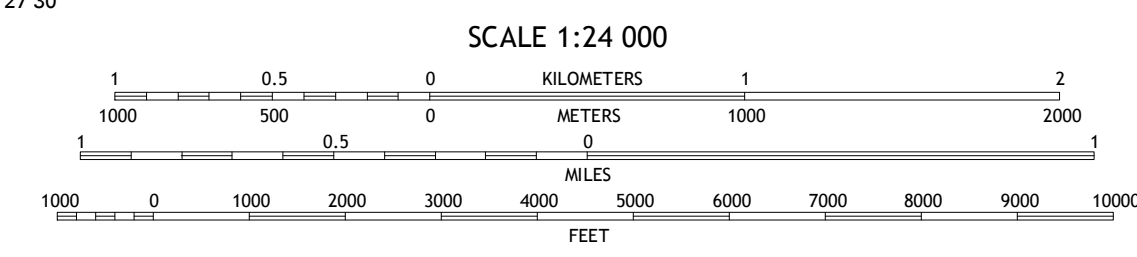 27'30"
SCALE 1:24 000
1 0.5 0 KILOMETERS 1 2
1000 500 0 METERS 1000 2000
1 0.5 0 1
MILES
1000 0 1000 2000 3000 4000 5000 6000 7000 8000 9000 10000
FEET